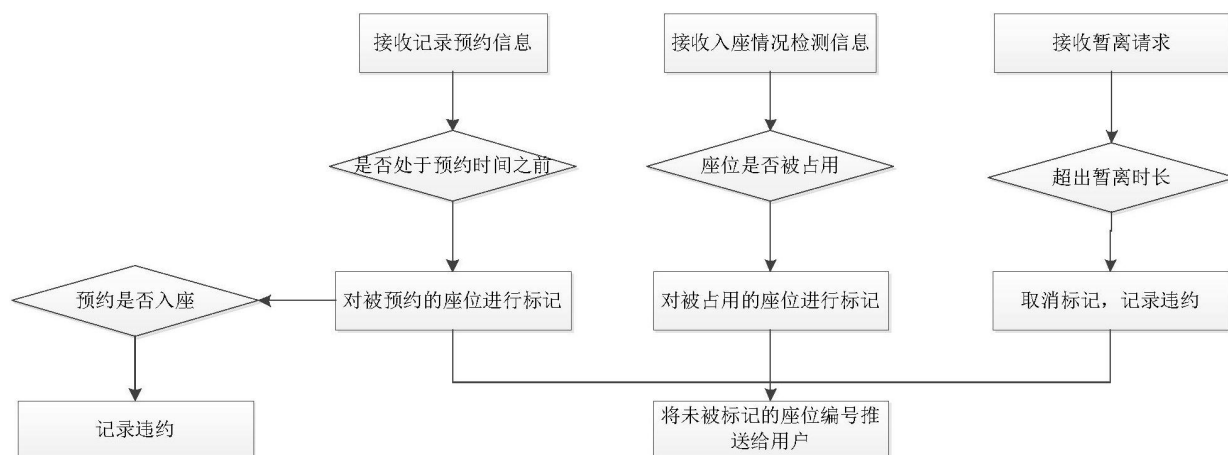 接收记录预约信息
接收入座情况检测信息
接收暂离请求
是否处于预约时间之前
座位是否被占用
超出暂离时长
预约是否入座
对被预约的座位进行标记
对被占用的座位进行标记
取消标记，记录违约
记录违约
将未被标记的座位编号推
送给用户